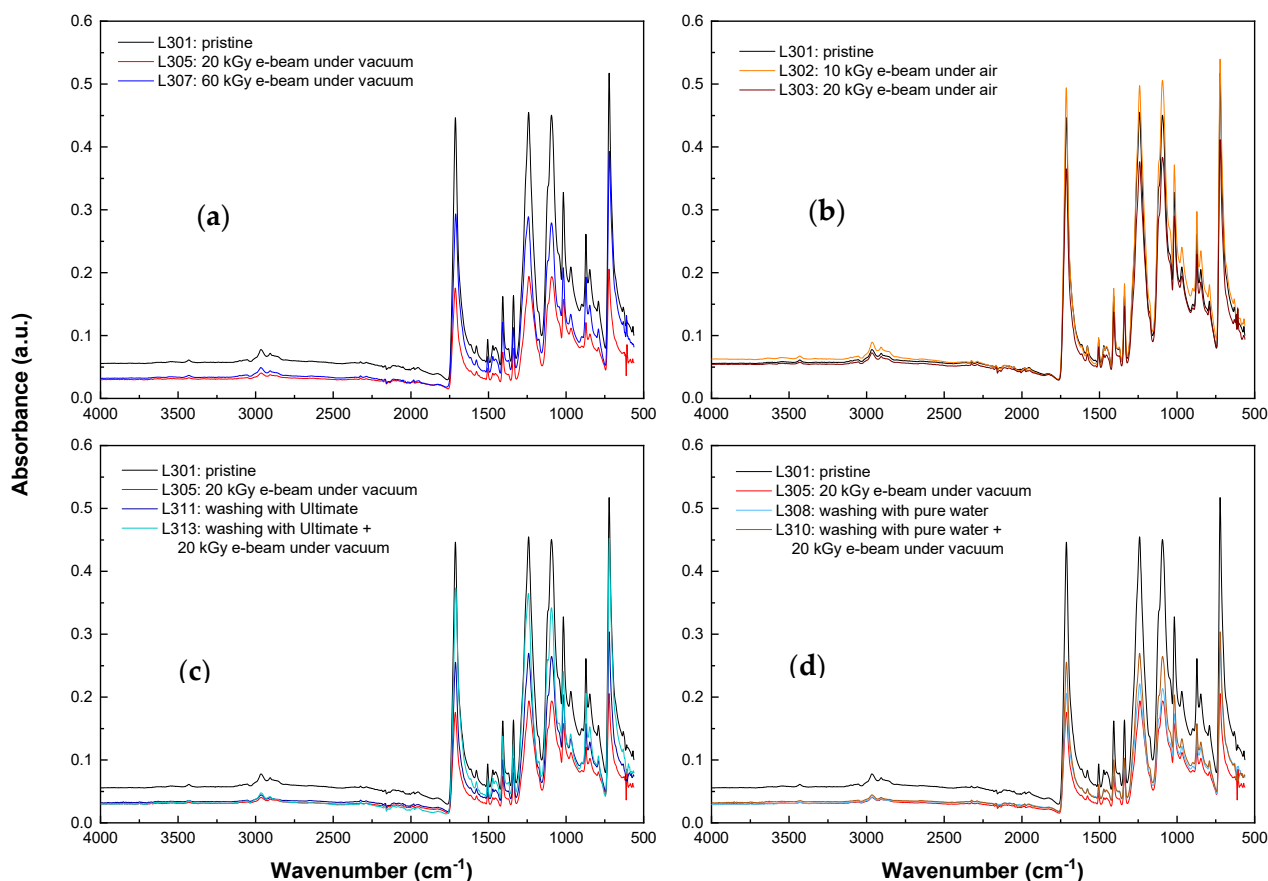 Absorbance (a.u.)
0.6
0.5
0.4
0.3
0.2
0.1
0.0
L301: pristine
L305: 20 kGy e-beam under vacuum
L307: 60 kGy e-beam under vacuum
(a)
4000 3500 3000 2500 2000 1500 1000 500
0.6
0.5
0.4
0.3
0.2
0.1
0.0
L301: pristine
L302: 10 kGy e-beam under air
L303: 20 kGy e-beam under air
(b)
4000 3500 3000 2500 2000 1500 1000 500
0.6
0.5
0.4
0.3
0.2
0.1
0.0
L301: pristine
L305: 20 kGy e-beam under vacuum
L311: washing with Ultimate
L313: washing with Ultimate +
20 kGy e-beam under vacuum
(c)
4000 3500 3000 2500 2000 1500 1000 500
Wavenumber (cm⁻¹)
0.6
0.5
0.4
0.3
0.2
0.1
0.0
L301: pristine
L305: 20 kGy e-beam under vacuum
L308: washing with pure water
L310: washing with pure water +
20 kGy e-beam under vacuum
(d)
4000 3500 3000 2500 2000 1500 1000 500
Wavenumber (cm⁻¹)